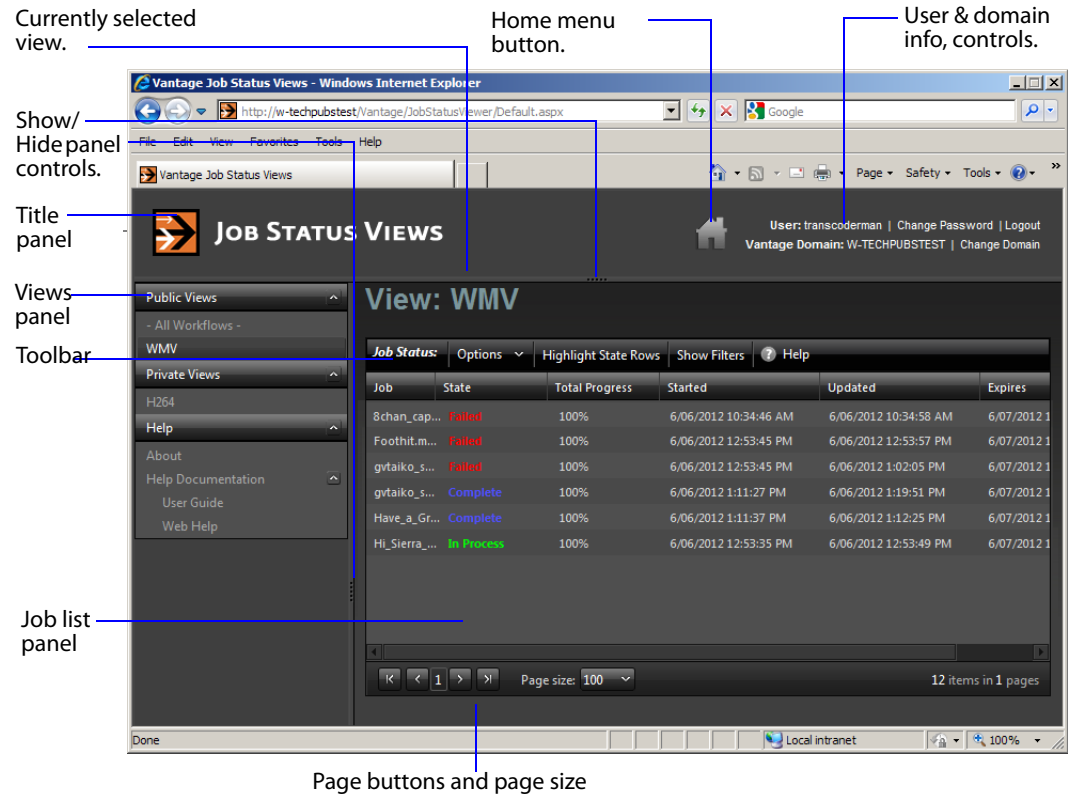 Currently selected
view.
Home menu
button.
User & domain
info, controls.
Vantage Job Status Views - Windows Internet Explorer
Show/
Hide panel
controls.
http://w-techpubstest/Vantage/JobStatusViewer/Default.aspx
Google
File Edit View Favorites Tools Help
Vantage Job Status Views
Page Safety Tools »
Title
panel
JOB STATUS VIEWS
User: transcoderman | Change Password | Logout
Vantage Domain: W-TECHPUBSTEST | Change Domain
Views
panel
Public Views
- All Workflows -
WMV
Private Views
H264
Help
About
Help Documentation
User Guide
Web Help
View: WMV
Toolbar
Job Status: Options Highlight State Rows Show Filters ? Help
Job State Total Progress Started Updated Expires
8chan_cap... Failed 100% 6/06/2012 10:34:46 AM 6/06/2012 10:34:58 AM 6/07/2012 1
Foothit.m... Failed 100% 6/06/2012 12:53:45 PM 6/06/2012 12:53:57 PM 6/07/2012 1
gvtaiko_s... Failed 100% 6/06/2012 12:53:45 PM 6/06/2012 1:02:05 PM 6/07/2012 1
gvtaiko_s... Complete 100% 6/06/2012 1:11:27 PM 6/06/2012 1:19:51 PM 6/07/2012 1
Have_a_Gr... Complete 100% 6/06/2012 1:11:37 PM 6/06/2012 1:12:25 PM 6/07/2012 1
Hi_Sierra_... In Process 100% 6/06/2012 12:53:35 PM 6/06/2012 12:53:49 PM 6/07/2012 1
Job list
panel
1 Page size: 100 12 items in 1 pages
Done Local intranet 100%
Page buttons and page size